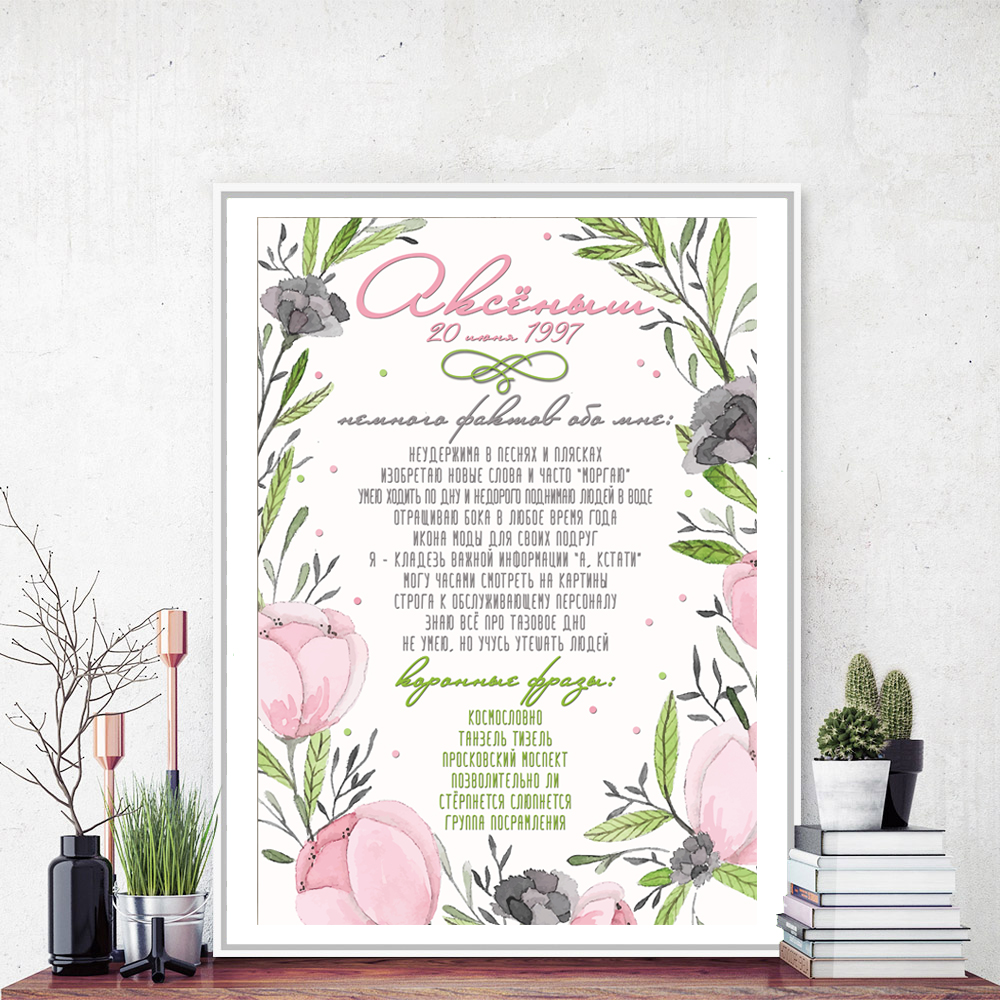 Аксёныш
20 июня 1997
немного фактов обо мне:
НЕУДЕРЖИМА В ПЕСНЯХ И ПЛЯСКАХ
ИЗОБРЕТАЮ НОВЫЕ СЛОВА И ЧАСТО "МОРГАЮ"
УМЕЮ ХОДИТЬ ПО ДНУ И НЕДОРОГО ПОДНИМАЮ ЛЮДЕЙ В ВОДЕ
ОТРАЩИВАЮ БОКА В ЛЮБОЕ ВРЕМЯ ГОДА
ИКОНА МОДЫ ДЛЯ СВОИХ ПОДРУГ
Я - КЛАДЕЗЬ ВАЖНОЙ ИНФОРМАЦИИ "А, КСТАТИ"
МОГУ ЧАСАМИ СМОТРЕТЬ НА КАРТИНЫ
СТРОГА К ОБСЛУЖИВАЮЩЕМУ ПЕРСОНАЛУ
ЗНАЮ ВСЁ ПРО ТАЗОВОЕ ДНО
НЕ УМЕЮ, НО УЧУСЬ УТЕШАТЬ ЛЮДЕЙ
коронные фразы:
КОСМОСЛОВНО
ТАНЗЕЛЬ ТИЗЕЛЬ
ПРОСКОВСКИЙ МОСПЕКТ
ПОЗВОЛИТЕЛЬНО ЛИ
СТЁРПНЕТСЯ СЛЮПНЕТСЯ
ГРУППА ПОСРАМЛЕНИЯ